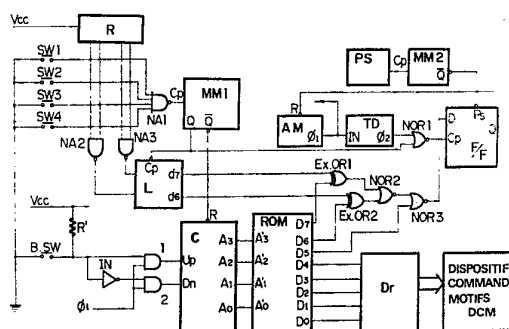 Vcc
R
SW1
SW2
SW3
SW4
NA1
Cp
MM1
Q
Q̅
PS
Cp
MM2
Q̅
R
AM
ϕ1
IN
TD
ϕ2
NOR1
D
Ps
Cp
F/F
NA2
NA3
Cp
L
d7
d6
Ex.OR1
NOR2
Ex.OR2
NOR3
Vcc
R'
B.SW
IN
1
2
ϕ1
Up
Dn
R
C
A3
A2
A1
A0
ROM
A'3
A'2
A'1
A'0
D7
D6
D5
D4
D3
D2
D1
D0
Dr
DISPOSITIF
COMMAND
MOTIFS
DCM